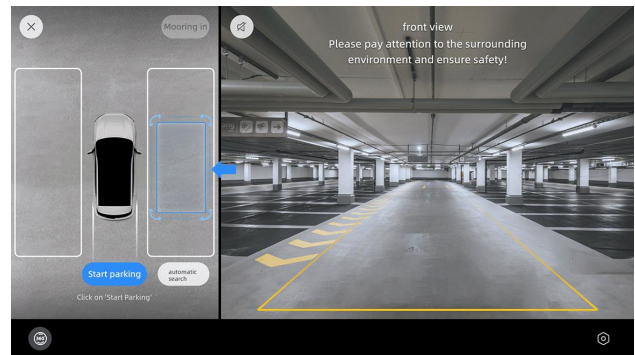 Mooring in
front view
Please pay attention to the surrounding
environment and ensure safety!
Start parking
automatic
search
Click on 'Start Parking'
360